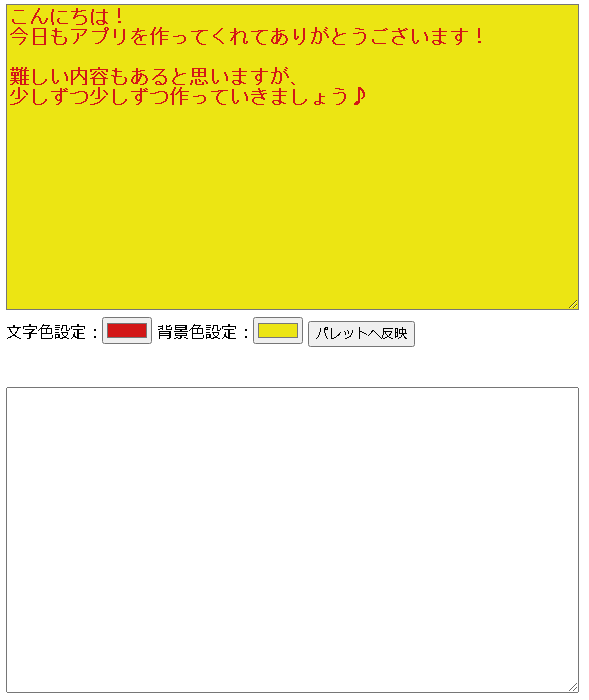 こんにちは！
今日もアプリを作ってくれてありがとうございます！
難しい内容もあると思いますが、
少しずつ少しずつ作っていきましょう♪
文字色設定： 背景色設定： パレットへ反映